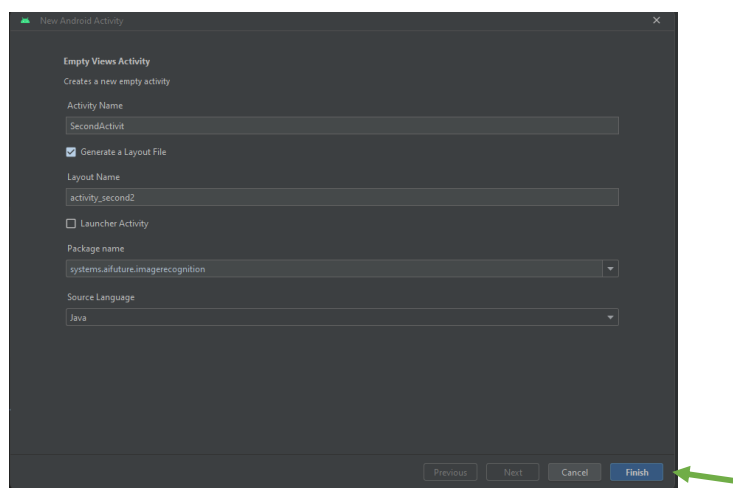 New Android Activity
Empty Views Activity
Creates a new empty activity
Activity Name
SecondActivit
Generate a Layout File
Layout Name
activity_second2
Launcher Activity
Package name
systems.aifuture.imagerecognition
Source Language
Java
Previous Next Cancel Finish